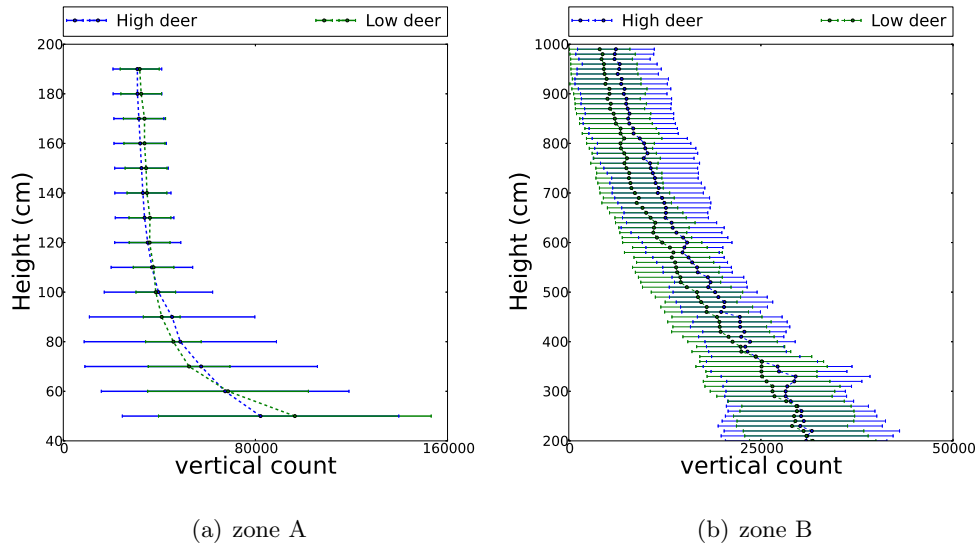 High deer Low deer
200
180
160
140
120
100
80
60
40
Height (cm)
0 80000 160000
vertical count
(a) zone A
High deer Low deer
1000
900
800
700
600
500
400
300
200
Height (cm)
0 25000 50000
vertical count
(b) zone B